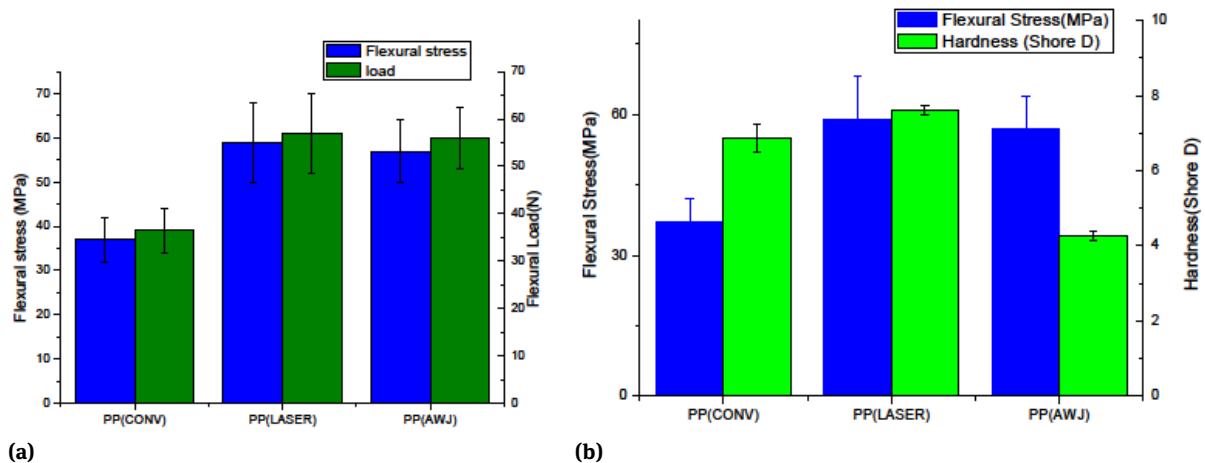 Flexural stress
load
Flexural stress (MPa)
70
60
50
40
30
20
10
0
70
60
50
40
30
20
10
0
Flexural Load(N)
PP(CONV)
PP(LASER)
PP(AWJ)
(a)
Flexural Stress(MPa)
Hardness (Shore D)
Flexural Stress(MPa)
60
30
0
10
8
6
4
2
0
Hardness(Shore D)
PP(CONV)
PP(LASER)
PP(AWJ)
(b)